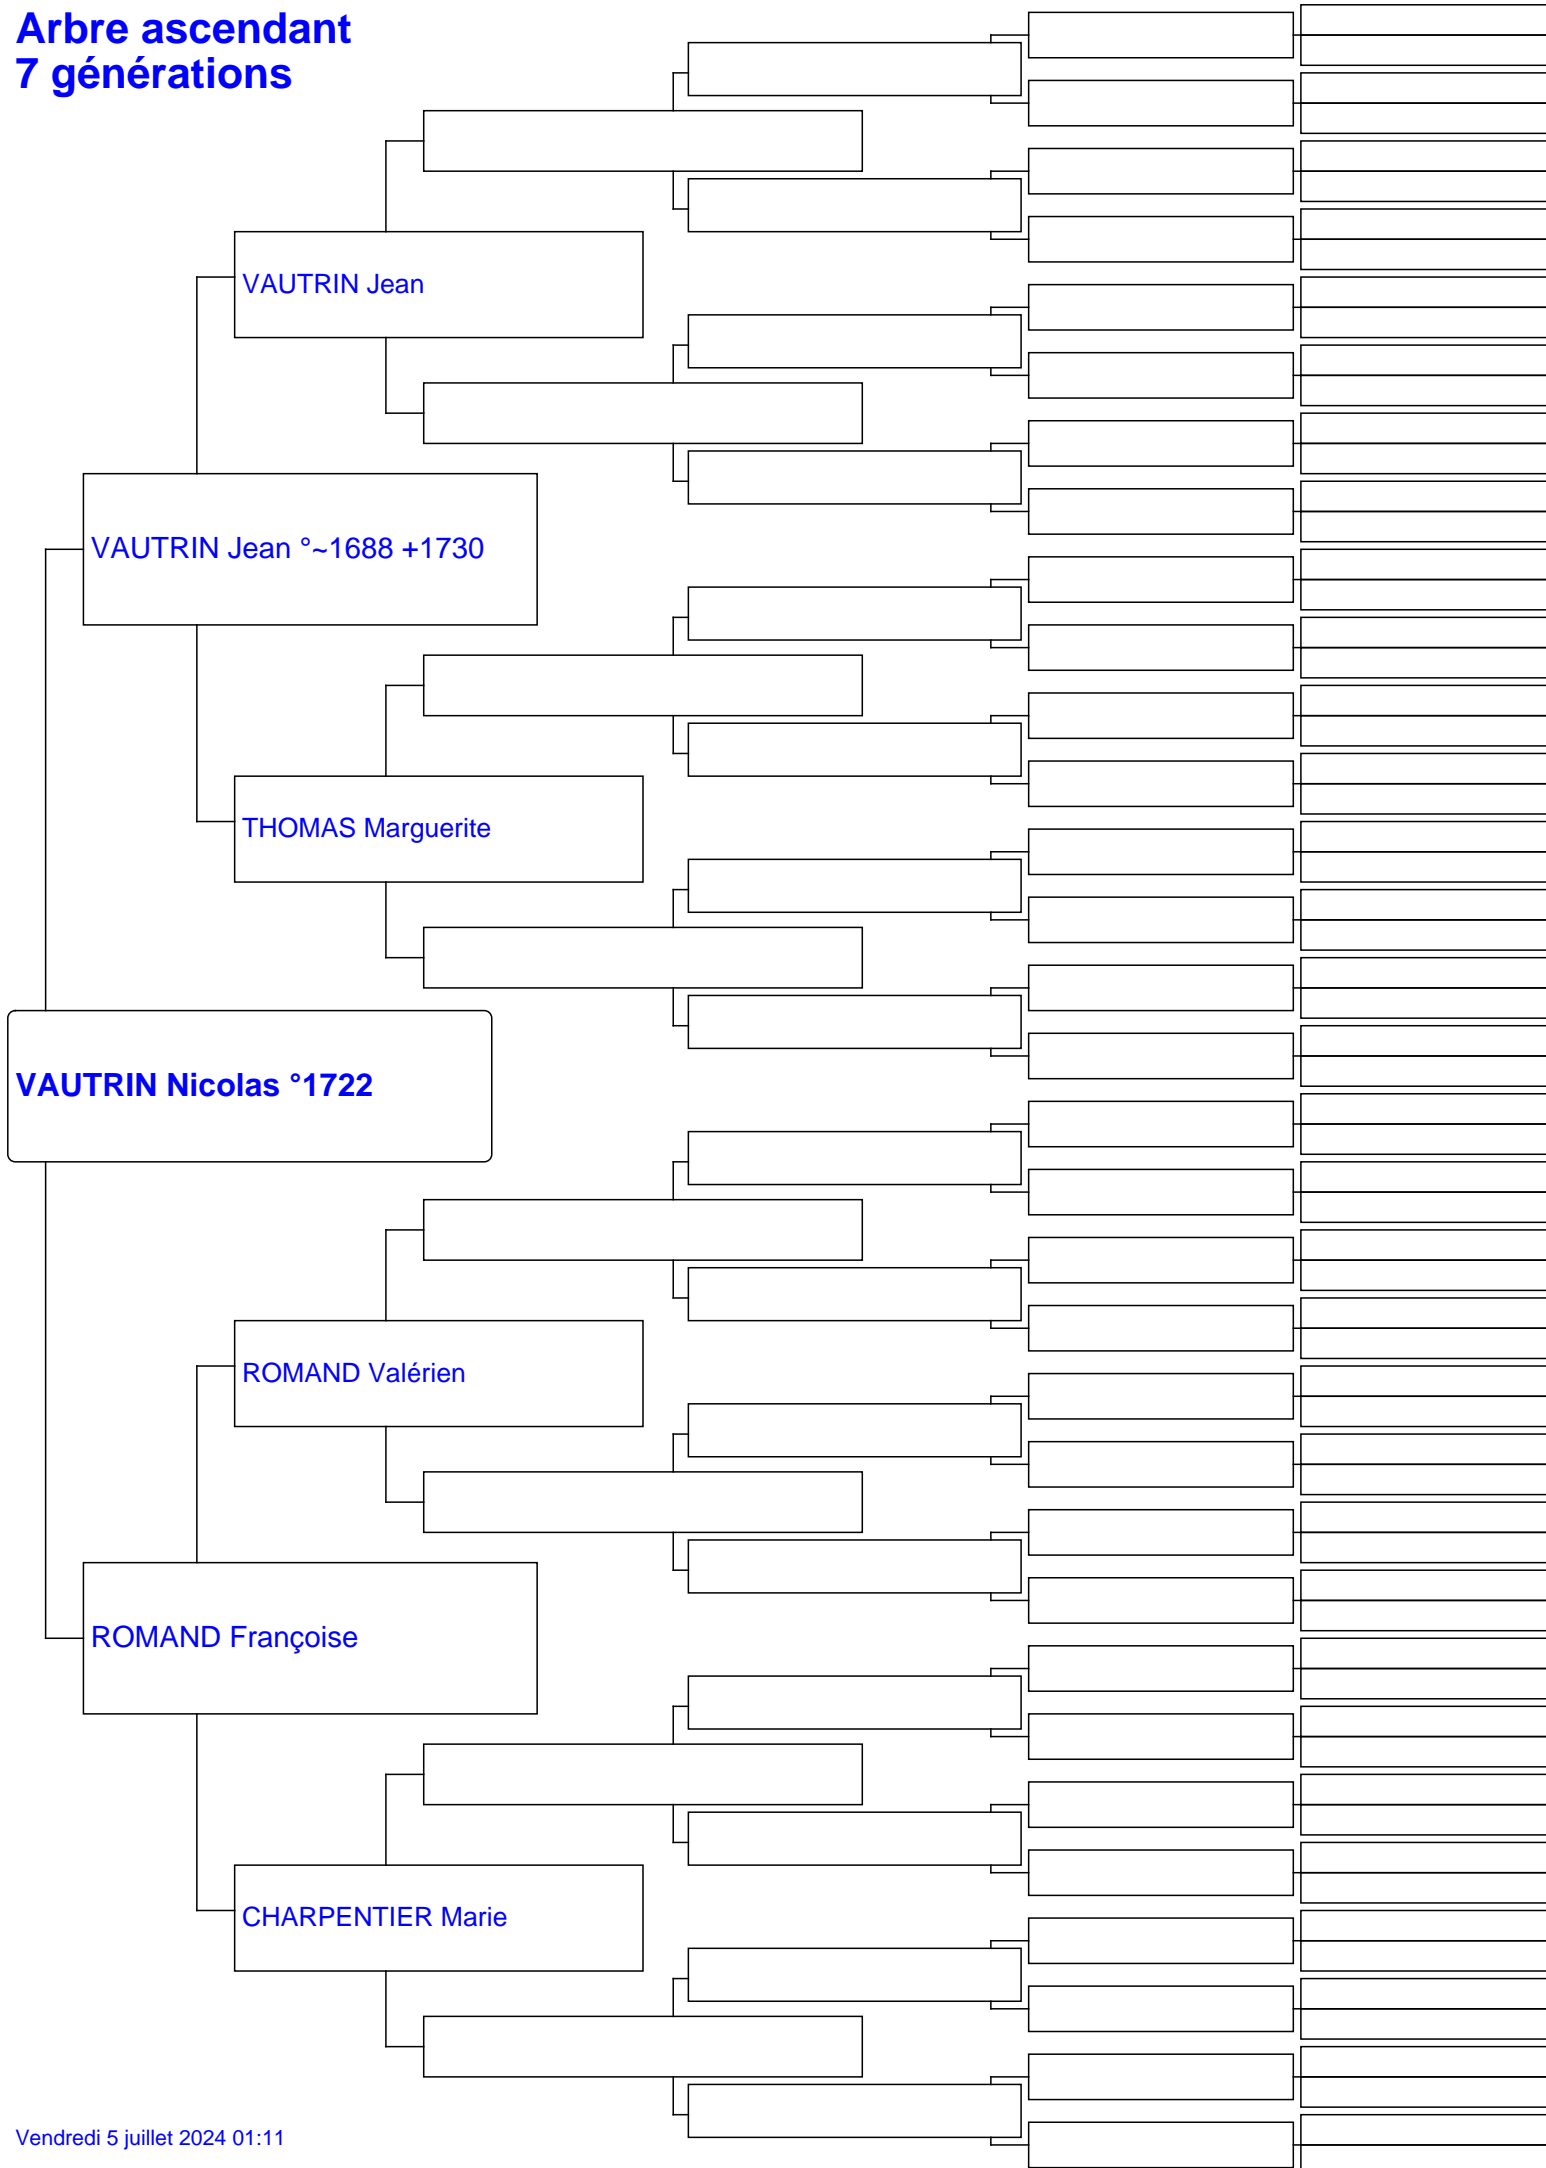 Arbre ascendant
7 générations
VAUTRIN Jean
VAUTRIN Jean °~1688 +1730
THOMAS Marguerite
VAUTRIN Nicolas °1722
ROMAND Valérien
ROMAND Françoise
CHARPENTIER Marie
Vendredi 5 juillet 2024 01:11